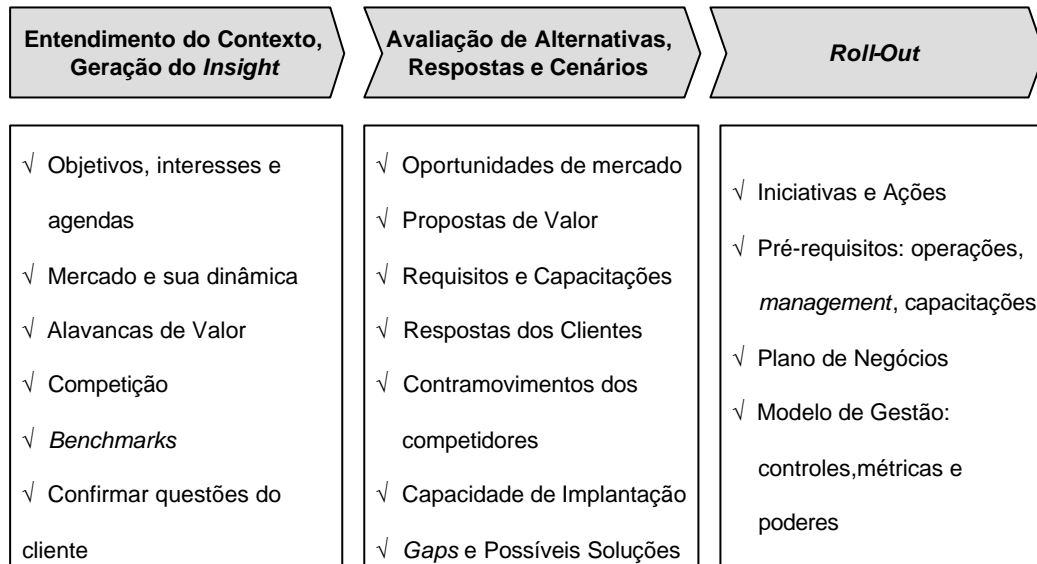 Entendimento do Contexto,
Geração do Insight
Avaliação de Alternativas,
Respostas e Cenários
Roll-Out
√ Objetivos, interesses e
agendas
√ Mercado e sua dinâmica
√ Alavancas de Valor
√ Competição
√ Benchmarks
√ Confirmar questões do
cliente
√ Oportunidades de mercado
√ Propostas de Valor
√ Requisitos e Capacitações
√ Respostas dos Clientes
√ Contramovimentos dos
competidores
√ Capacidade de Implantação
√ Gaps e Possíveis Soluções
√ Iniciativas e Ações
√ Pré-requisitos: operações,
management, capacitações
√ Plano de Negócios
√ Modelo de Gestão:
controles,métricas e
poderes